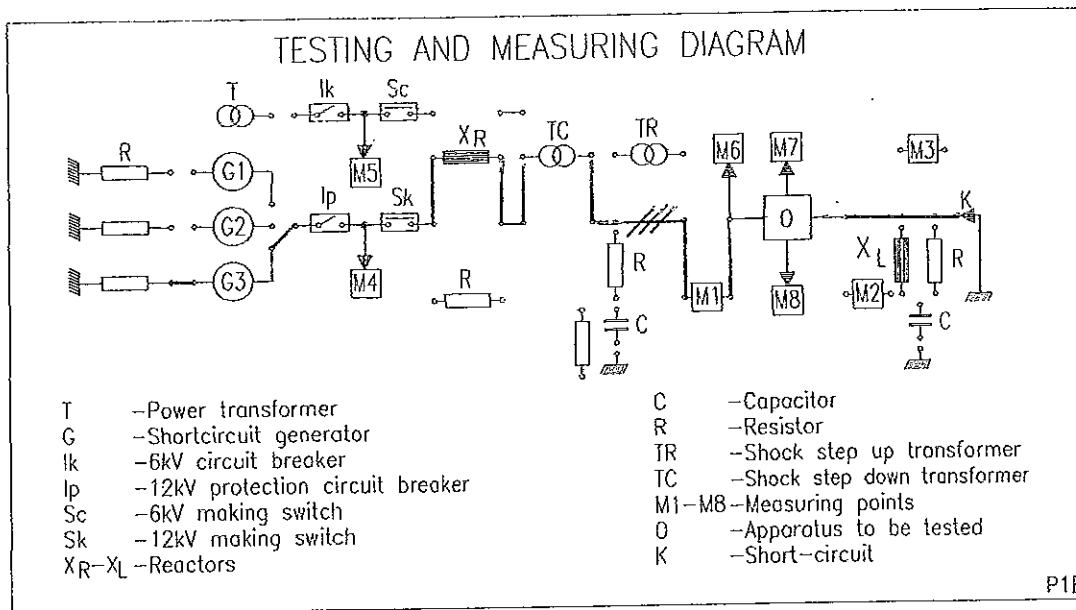 TESTING AND MEASURING DIAGRAM
T Ik Sc
XR TC TR M6 M7 M3
R G1 M5
Ip Sk K
G2 O
G3 M4 R XL R
R M1 M8 M2
C C
T -Power transformer
G -Shortcircuit generator
Ik -6kV circuit breaker
Ip -12kV protection circuit breaker
Sc -6kV making switch
Sk -12kV making switch
XR-XL -Reactors
C -Capacitor
R -Resistor
TR -Shock step up transformer
TC -Shock step down transformer
M1-M8 -Measuring points
O -Apparatus to be tested
K -Short-circuit